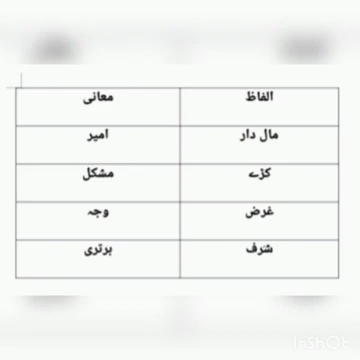 الفاظ معانی
مال دار امیر
کڑے مشکل
غرض وجہ
شرف برتری
InShOt